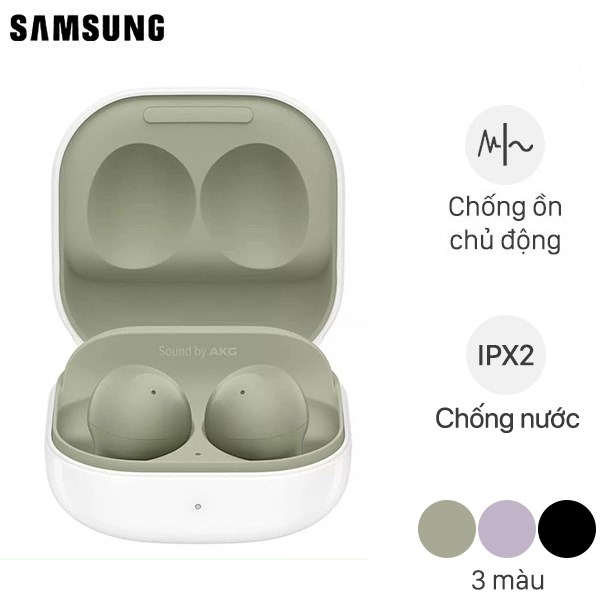 SAMSUNG
Chống ồn
chủ động
Sound by AKG
IPX2
Chống nước
3 màu